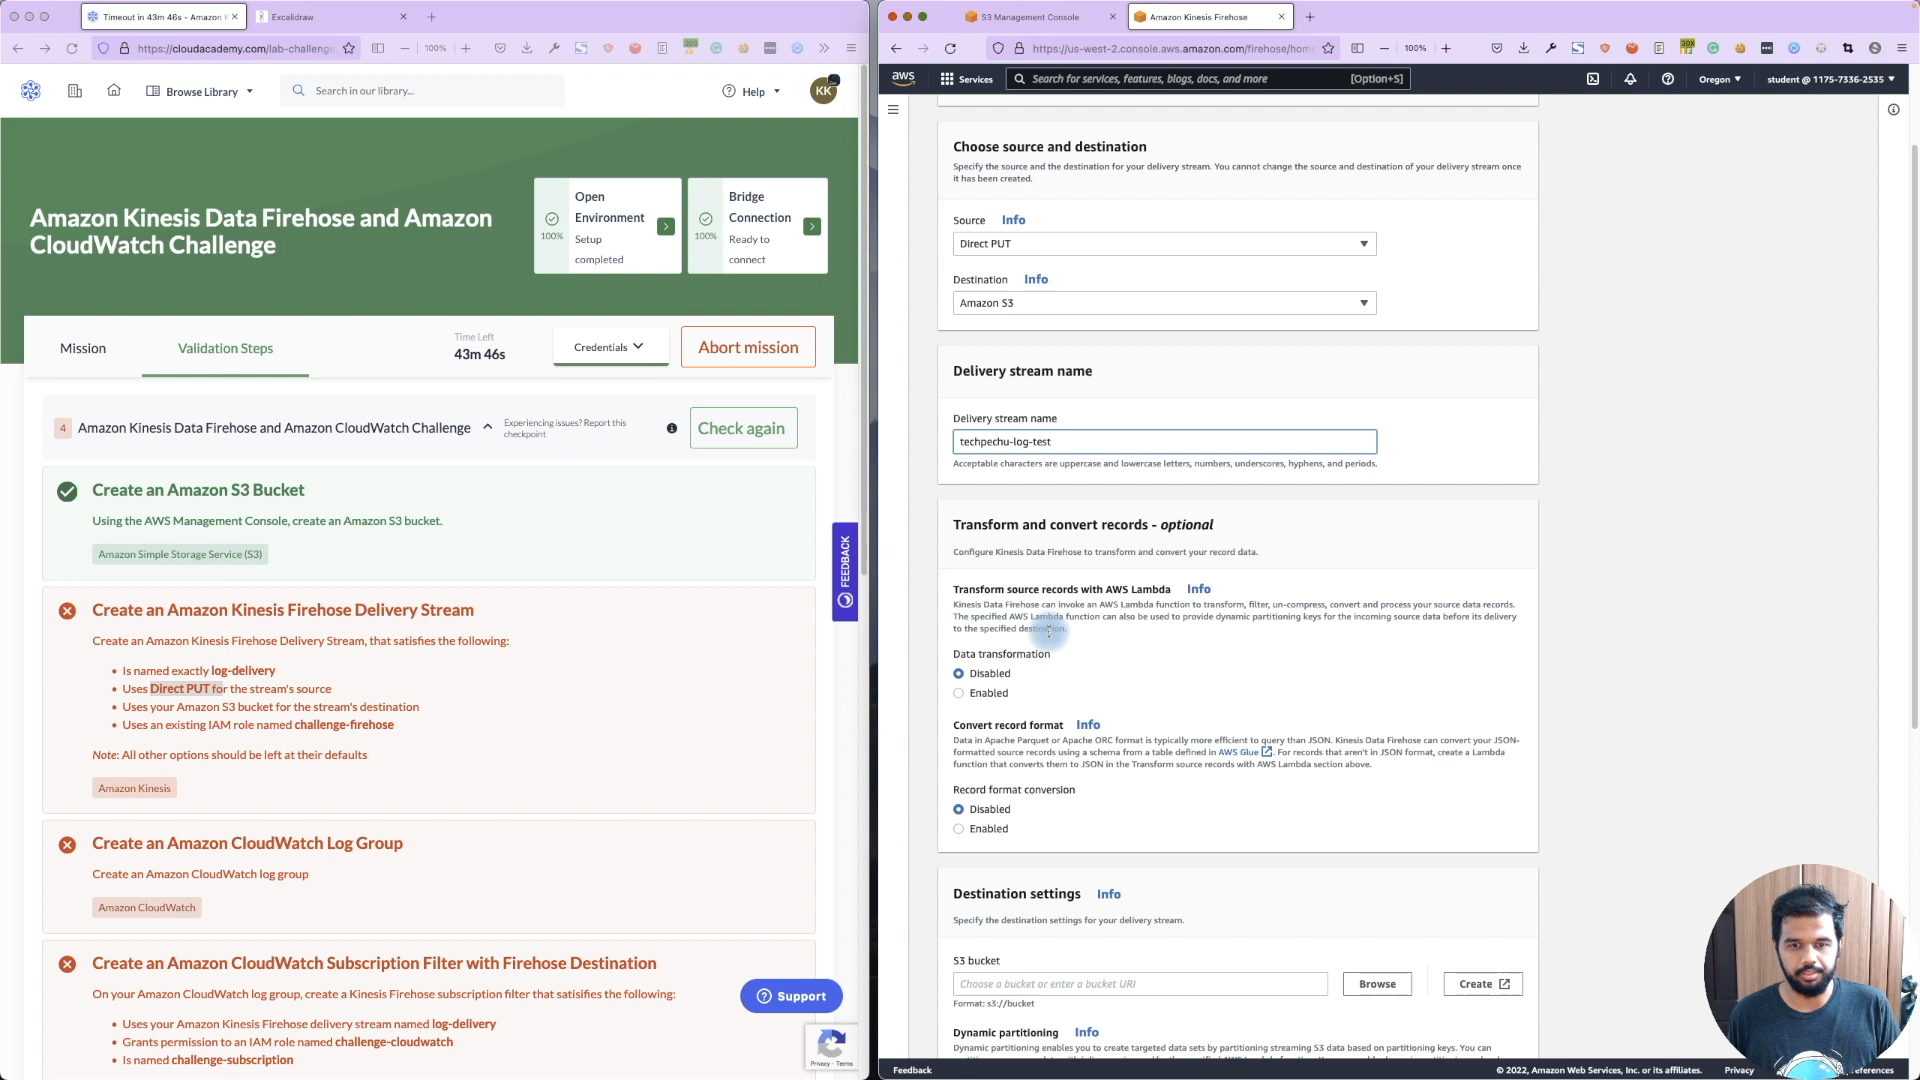 Timeout in 43m 46s - Amazon K
Excalidraw
https://cloudacademy.com/lab-challenge
100%
Browse Library
Search in our library...
Help
KK
Amazon Kinesis Data Firehose and Amazon
CloudWatch Challenge
Open
Environment
Setup
completed
100%
Bridge
Connection
Ready to
connect
100%
Mission
Validation Steps
Time Left
43m 46s
Credentials
Abort mission
4
Amazon Kinesis Data Firehose and Amazon CloudWatch Challenge
Experiencing issues? Report this
checkpoint
Check again
Create an Amazon S3 Bucket
Using the AWS Management Console, create an Amazon S3 bucket.
Amazon Simple Storage Service (S3)
Create an Amazon Kinesis Firehose Delivery Stream
Create an Amazon Kinesis Firehose Delivery Stream, that satisfies the following:
• Is named exactly log-delivery
• Uses Direct PUT for the stream's source
• Uses your Amazon S3 bucket for the stream's destination
• Uses an existing IAM role named challenge-firehose
Note: All other options should be left at their defaults
Amazon Kinesis
Create an Amazon CloudWatch Log Group
Create an Amazon CloudWatch log group
Amazon CloudWatch
Create an Amazon CloudWatch Subscription Filter with Firehose Destination
On your Amazon CloudWatch log group, create a Kinesis Firehose subscription filter that satisifies the following:
• Uses your Amazon Kinesis Firehose delivery stream named log-delivery
• Grants permission to an IAM role named challenge-cloudwatch
• Is named challenge-subscription
FEEDBACK
Support
Privacy - Terms
S3 Management Console
Amazon Kinesis Firehose
https://us-west-2.console.aws.amazon.com/firehose/home
100%
aws
Services
Search for services, features, blogs, docs, and more
[Option+S]
Oregon
student @ 1175-7336-2535
Choose source and destination
Specify the source and the destination for your delivery stream. You cannot change the source and destination of your delivery stream once
it has been created.
Source Info
Direct PUT
Destination Info
Amazon S3
Delivery stream name
Delivery stream name
techpechu-log-test
Acceptable characters are uppercase and lowercase letters, numbers, underscores, hyphens, and periods.
Transform and convert records - optional
Configure Kinesis Data Firehose to transform and convert your record data.
Transform source records with AWS Lambda Info
Kinesis Data Firehose can invoke an AWS Lambda function to transform, filter, un-compress, convert and process your source data records.
The specified AWS Lambda function can also be used to provide dynamic partitioning keys for the incoming source data before its delivery
to the specified destination.
Data transformation
Disabled
Enabled
Convert record format Info
Data in Apache Parquet or Apache ORC format is typically more efficient to query than JSON. Kinesis Data Firehose can convert your JSON-
formatted source records using a schema from a table defined in AWS Glue. For records that aren't in JSON format, create a Lambda
function that converts them to JSON in the Transform source records with AWS Lambda section above.
Record format conversion
Disabled
Enabled
Destination settings Info
Specify the destination settings for your delivery stream.
S3 bucket
Choose a bucket or enter a bucket URI
Browse
Create
Format: s3://bucket
Dynamic partitioning Info
Dynamic partitioning enables you to create targeted data sets by partitioning streaming S3 data based on partitioning keys. You can
Feedback
© 2022, Amazon Web Services, Inc. or its affiliates.
Privacy